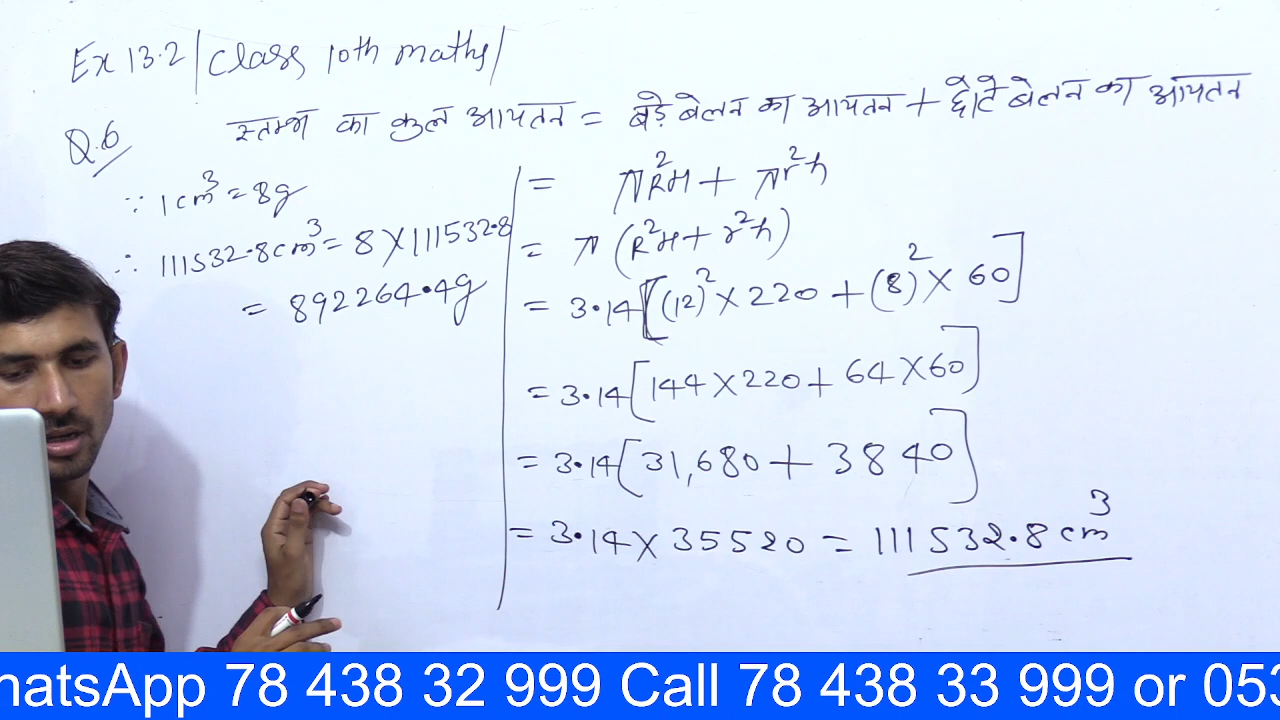 Ex 13.2 | Class 10th maths |
Q.6
स्तम्भ का कुल आयतन = बड़े बेलन का आयतन + छोटे बेलन का आयतन
∵ 1cm³ = 8g
∴ 111532.8cm³ = 8 × 111532.8
= 892264.4g
= πR²H + πr²h
= π (R²H + r²h)
= 3.14[(12)² × 220 + (8)² × 60]
= 3.14[144 × 220 + 64 × 60]
= 3.14[31,680 + 3840]
= 3.14 × 35520 = 111532.8 cm³
hatsApp 78 438 32 999 Call 78 438 33 999 or 053